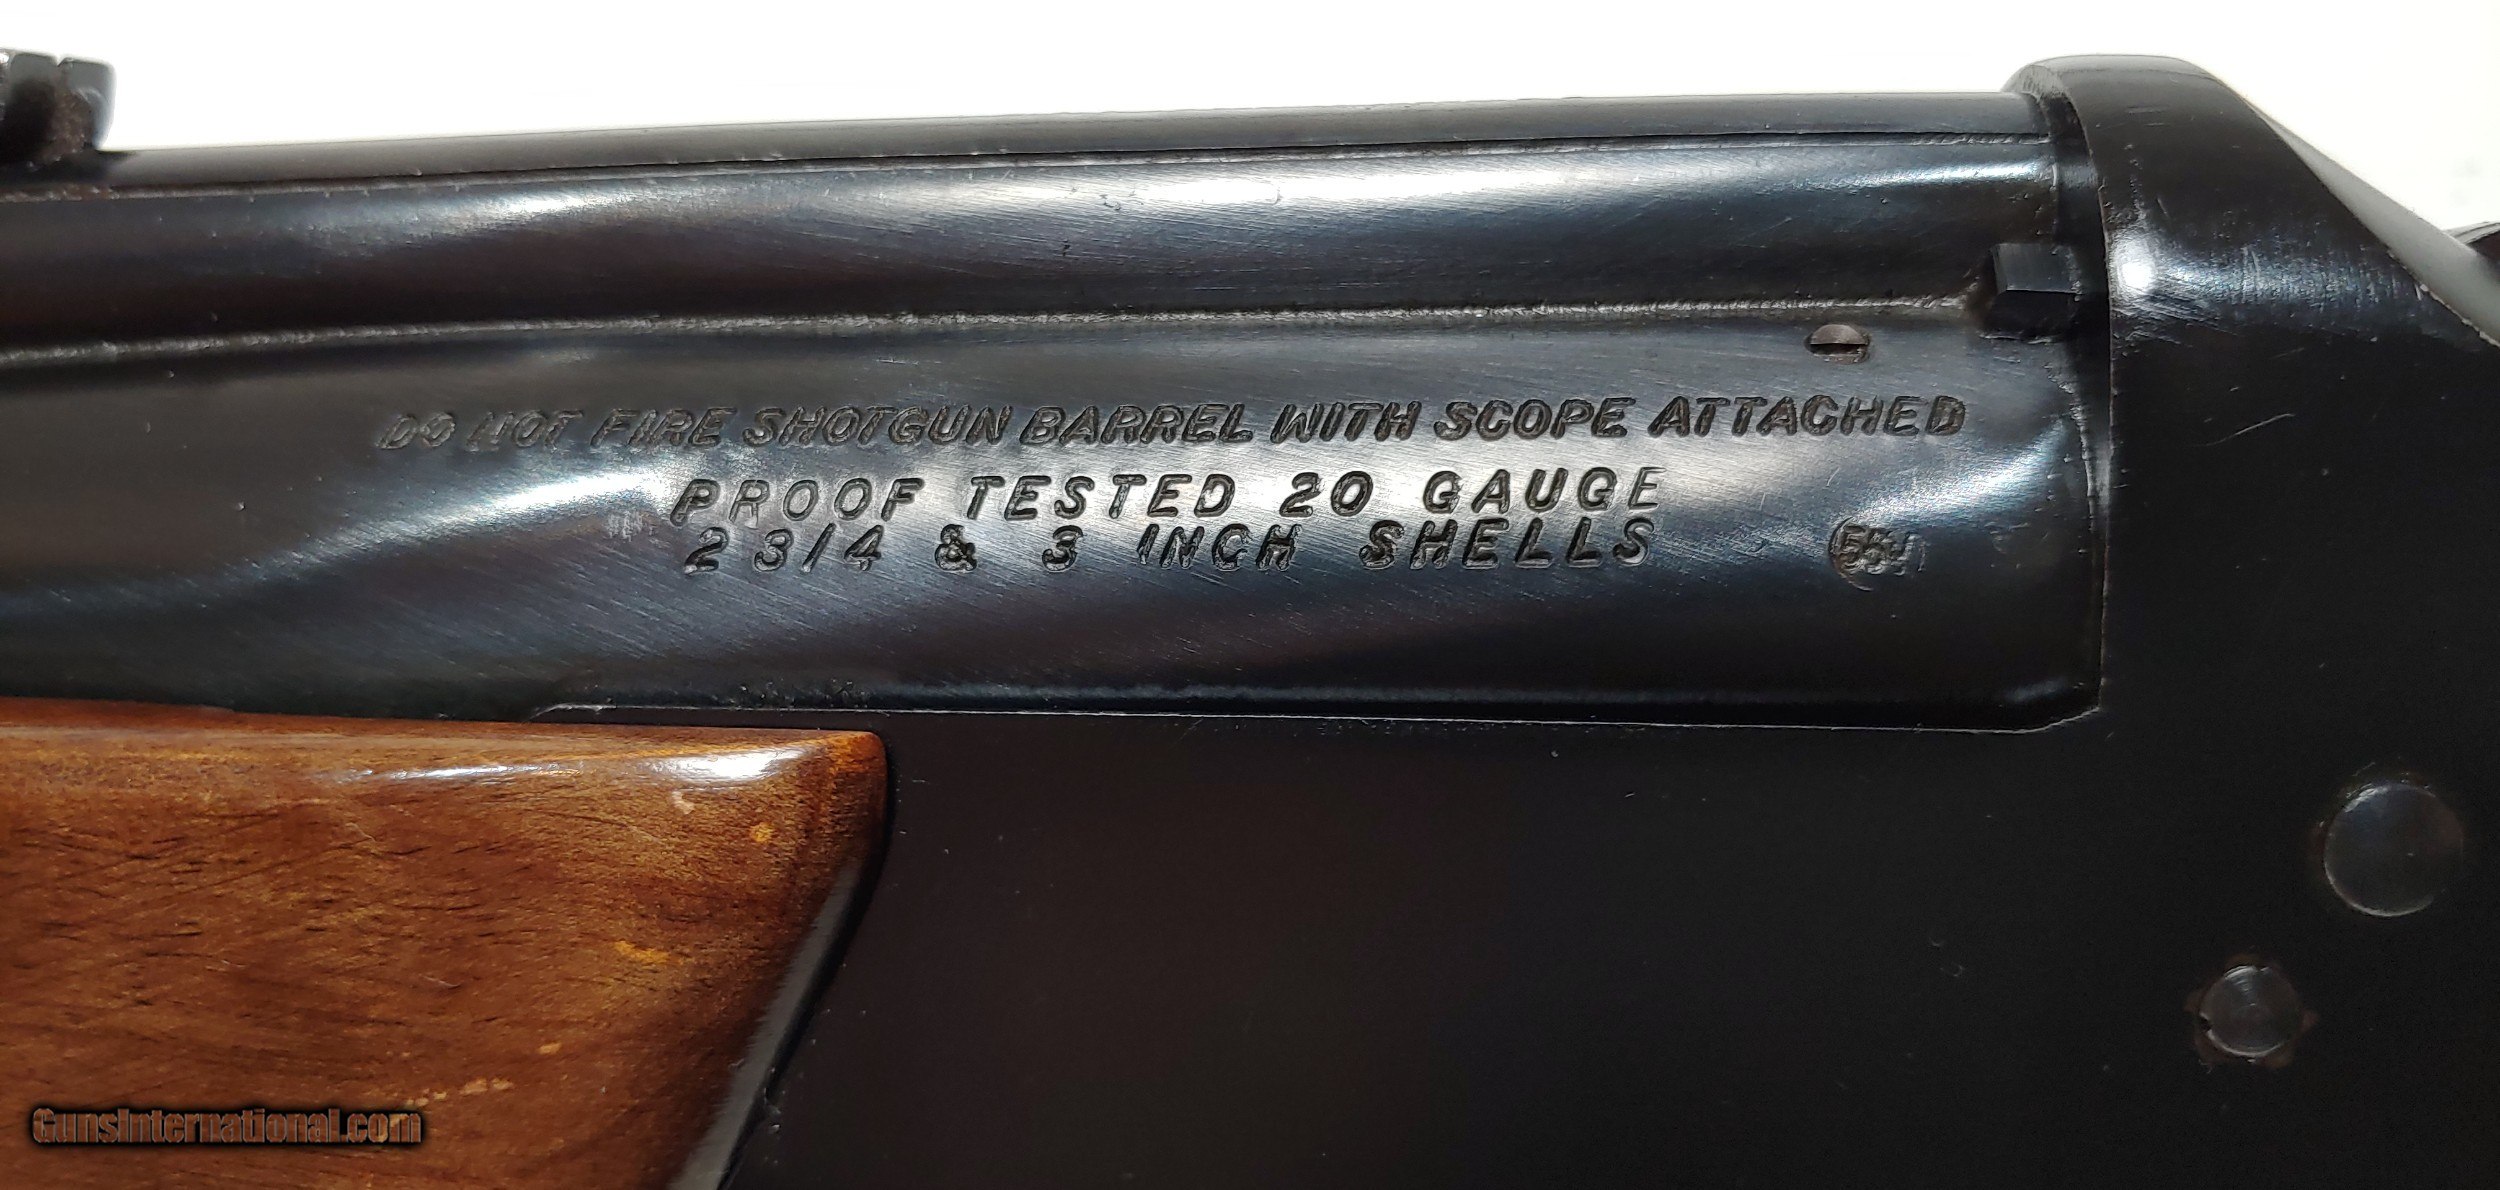 DO NOT FIRE SHOTGUN BARREL WITH SCOPE ATTACHED
PROOF TESTED 20 GAUGE
2 3/4 & 3 INCH SHELLS
GunsInternational.com